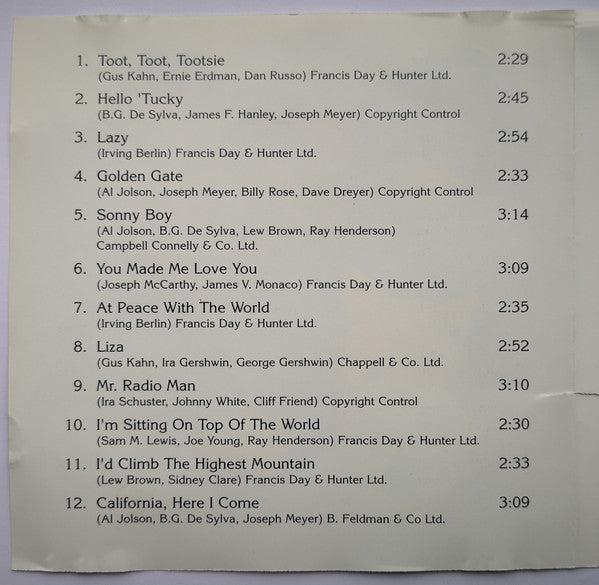 1. Toot, Toot, Tootsie 2:29
(Gus Kahn, Ernie Erdman, Dan Russo) Francis Day & Hunter Ltd.
2. Hello 'Tucky 2:45
(B.G. De Sylva, James F. Hanley, Joseph Meyer) Copyright Control
3. Lazy 2:54
(Irving Berlin) Francis Day & Hunter Ltd.
4. Golden Gate 2:33
(Al Jolson, Joseph Meyer, Billy Rose, Dave Dreyer) Copyright Control
5. Sonny Boy 3:14
(Al Jolson, B.G. De Sylva, Lew Brown, Ray Henderson)
Campbell Connelly & Co. Ltd.
6. You Made Me Love You 3:09
(Joseph McCarthy, James V. Monaco) Francis Day & Hunter Ltd.
7. At Peace With The World 2:35
(Irving Berlin) Francis Day & Hunter Ltd.
8. Liza 2:52
(Gus Kahn, Ira Gershwin, George Gershwin) Chappell & Co. Ltd.
9. Mr. Radio Man 3:10
(Ira Schuster, Johnny White, Cliff Friend) Copyright Control
10. I'm Sitting On Top Of The World 2:30
(Sam M. Lewis, Joe Young, Ray Henderson) Francis Day & Hunter Ltd.
11. I'd Climb The Highest Mountain 2:33
(Lew Brown, Sidney Clare) Francis Day & Hunter Ltd.
12. California, Here I Come 3:09
(Al Jolson, B.G. De Sylva, Joseph Meyer) B. Feldman & Co Ltd.